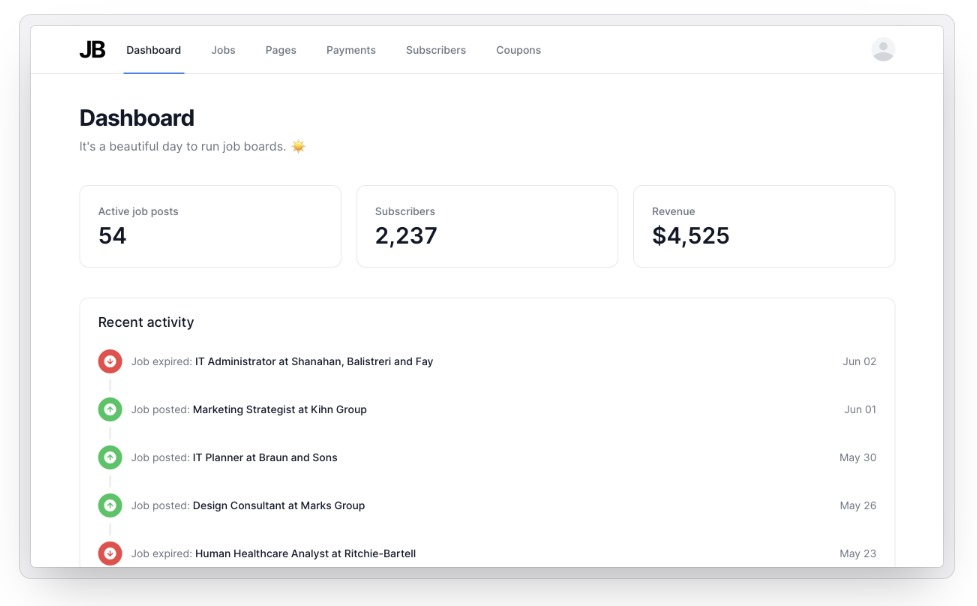 JB Dashboard Jobs Pages Payments Subscribers Coupons
Dashboard
It's a beautiful day to run job boards.
Active job posts
54
Subscribers
2,237
Revenue
$4,525
Recent activity
Job expired: IT Administrator at Shanahan, Balistreri and Fay Jun 02
Job posted: Marketing Strategist at Kihn Group Jun 01
Job posted: IT Planner at Braun and Sons May 30
Job posted: Design Consultant at Marks Group May 26
Job expired: Human Healthcare Analyst at Ritchie-Bartell May 23